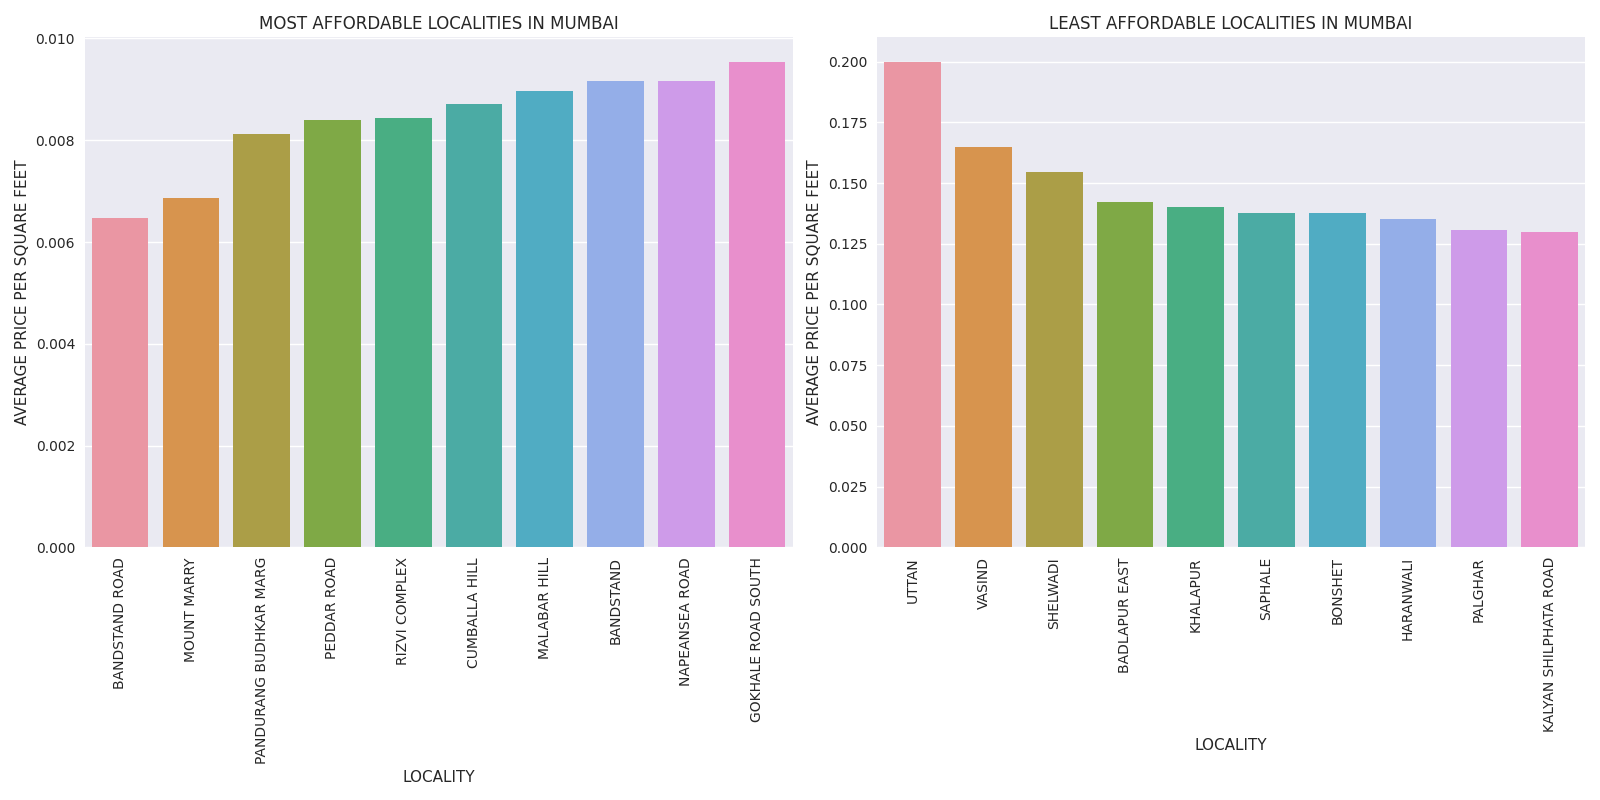 MOST AFFORDABLE LOCALITIES IN MUMBAI
AVERAGE PRICE PER SQUARE FEET
0.010
0.008
0.006
0.004
0.002
0.000
BANDSTAND ROAD
MOUNT MARRY
PANDURANG BUDHKAR MARG
PEDDAR ROAD
RIZVI COMPLEX
CUMBALLA HILL
MALABAR HILL
BANDSTAND
NAPEANSEA ROAD
GOKHALE ROAD SOUTH
LOCALITY
LEAST AFFORDABLE LOCALITIES IN MUMBAI
AVERAGE PRICE PER SQUARE FEET
0.200
0.175
0.150
0.125
0.100
0.075
0.050
0.025
0.000
UTTAN
VASIND
SHELWADI
BADLAPUR EAST
KHALAPUR
SAPHALE
BONSHET
HARANWALI
PALGHAR
KALYAN SHILPHATA ROAD
LOCALITY